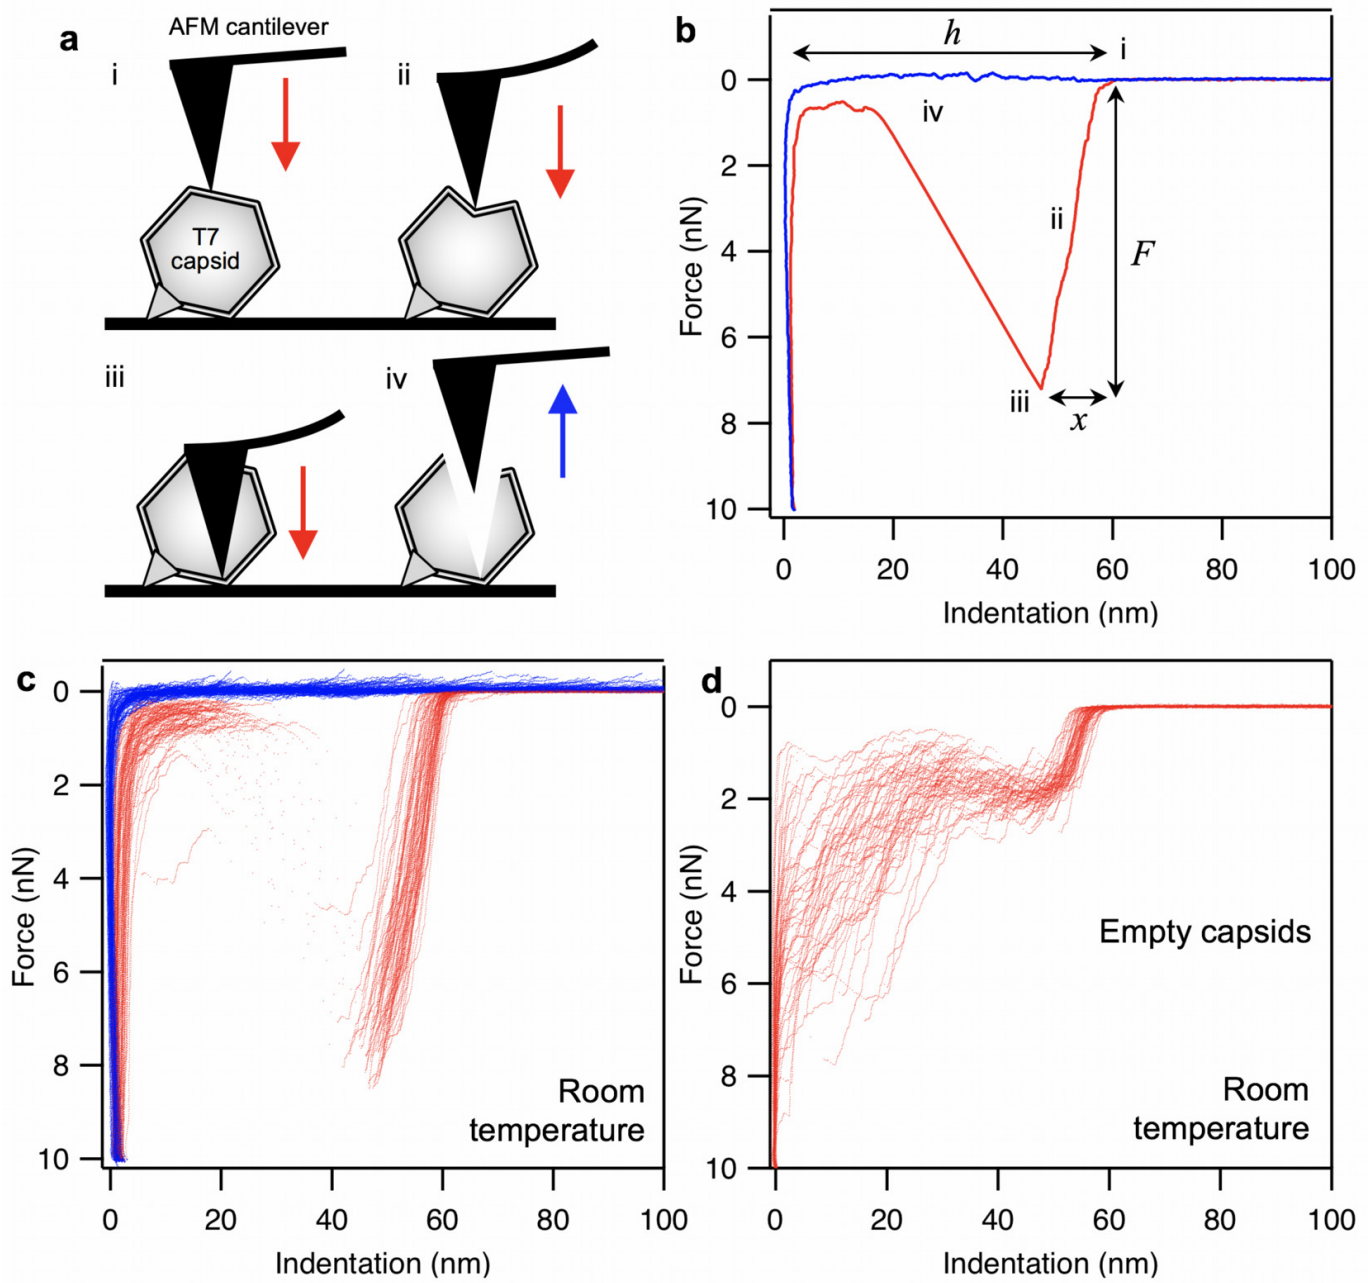 a
AFM cantilever
i
ii
T7
capsid
iii
iv
b
h
i
iv
ii
F
iii
x
0
2
4
6
8
10
Force (nN)
0 20 40 60 80 100
Indentation (nm)
c
0
2
4
6
8
10
Force (nN)
Room
temperature
0 20 40 60 80 100
Indentation (nm)
d
0
2
4
6
8
10
Force (nN)
Empty capsids
Room
temperature
0 20 40 60 80 100
Indentation (nm)